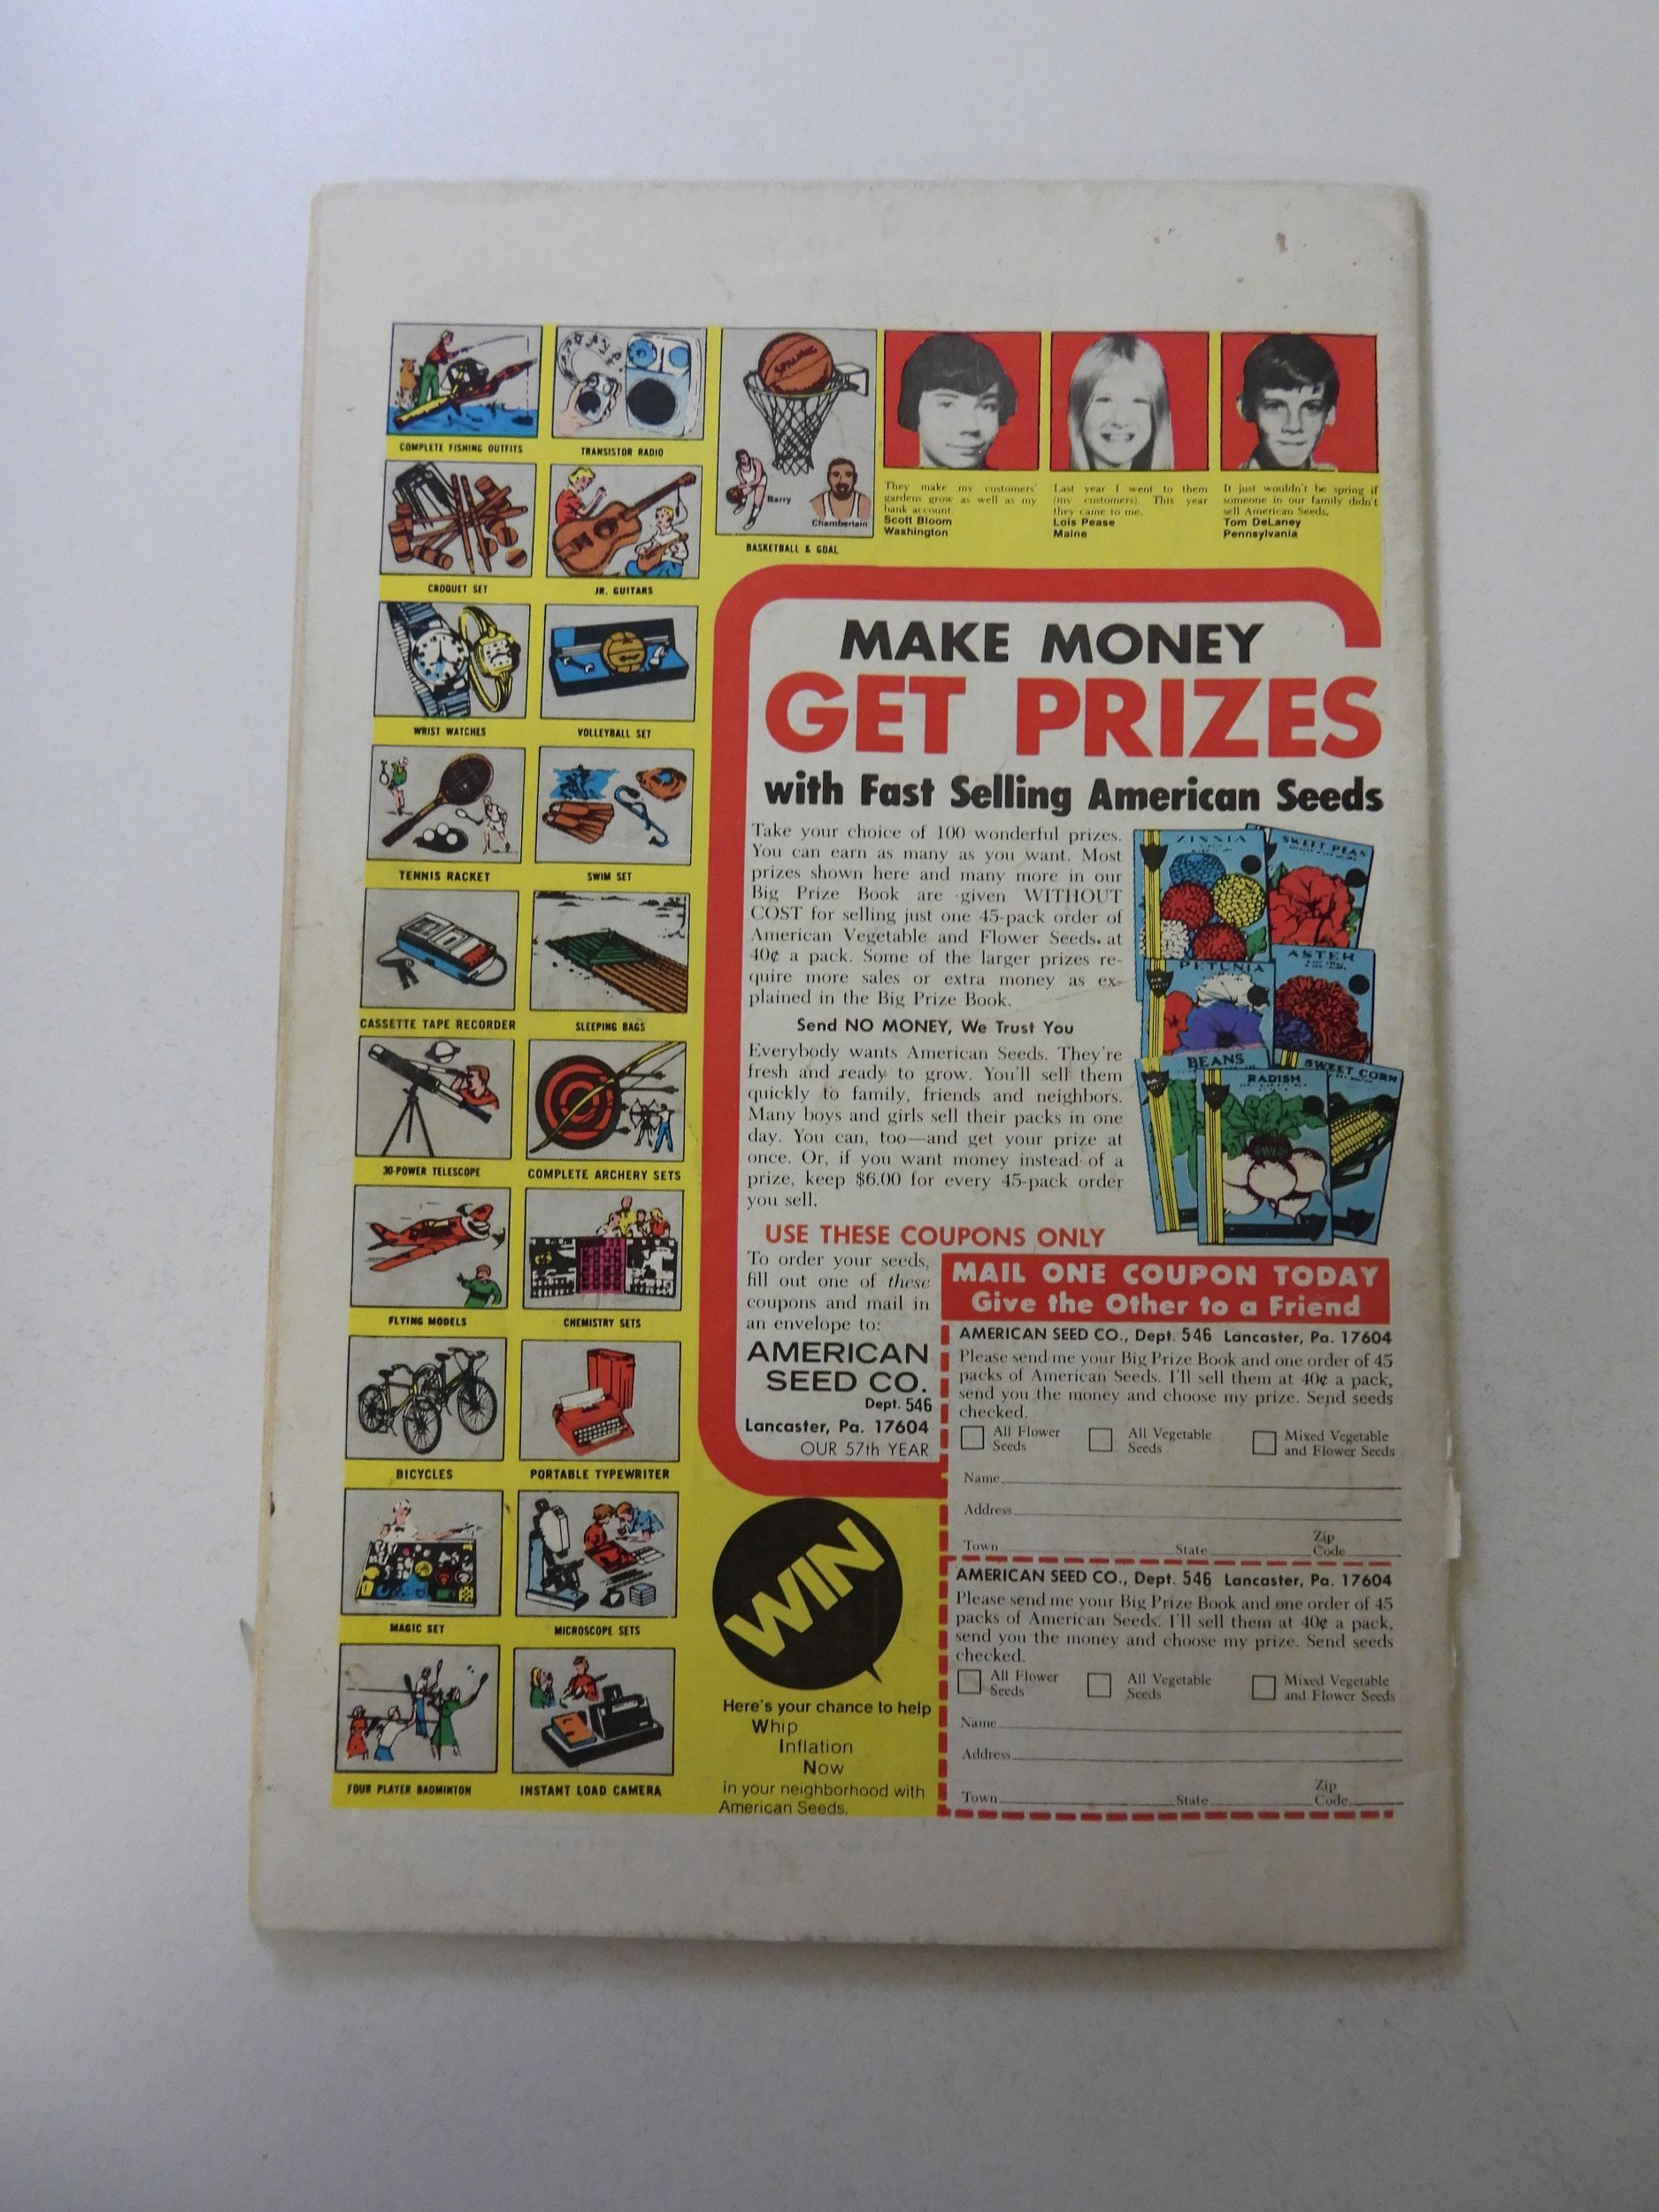 COMPLETE FISHING OUTFITS
TRANSISTOR RADIO
SPALDING
Barry
Chamberlain
BASKETBALL & GOAL
They make my customers'
gardens grow as well as my
bank account.
Scott Bloom
Washington
Last year I went to them
(my customers). This year
they came to me.
Lois Pease
Maine
It just wouldn't be spring if
someone in our family didn't
sell American Seeds.
Tom DeLaney
Pennsylvania
CROQUET SET
JR. GUITARS
WRIST WATCHES
VOLLEYBALL SET
TENNIS RACKET
SWIM SET
CASSETTE TAPE RECORDER
SLEEPING BAGS
30-POWER TELESCOPE
COMPLETE ARCHERY SETS
FLYING MODELS
CHEMISTRY SETS
BICYCLES
PORTABLE TYPEWRITER
MAGIC SET
MICROSCOPE SETS
FOUR PLAYER BADMINTON
INSTANT LOAD CAMERA
MAKE MONEY
GET PRIZES
with Fast Selling American Seeds
Take your choice of 100 wonderful prizes.
You can earn as many as you want. Most
prizes shown here and many more in our
Big Prize Book are given WITHOUT
COST for selling just one 45-pack order of
American Vegetable and Flower Seeds, at
40¢ a pack. Some of the larger prizes re-
quire more sales or extra money as ex-
plained in the Big Prize Book.
Send NO MONEY, We Trust You
Everybody wants American Seeds. They're
fresh and ready to grow. You'll sell them
quickly to family, friends and neighbors.
Many boys and girls sell their packs in one
day. You can, too—and get your prize at
once. Or, if you want money instead of a
prize, keep $6.00 for every 45-pack order
you sell.
ZINNIA
SWEET PEAS
PETUNIA
ASTER
BEANS
RADISH
SWEET CORN
USE THESE COUPONS ONLY
To order your seeds,
fill out one of these
coupons and mail in
an envelope to:
AMERICAN
SEED CO.
Dept. 546
Lancaster, Pa. 17604
OUR 57th YEAR
MAIL ONE COUPON TODAY
Give the Other to a Friend
AMERICAN SEED CO., Dept. 546 Lancaster, Pa. 17604
Please send me your Big Prize Book and one order of 45
packs of American Seeds. I'll sell them at 40¢ a pack,
send you the money and choose my prize. Send seeds
checked.
All Flower
Seeds
All Vegetable
Seeds
Mixed Vegetable
and Flower Seeds
Name
Address
Town State Zip Code
AMERICAN SEED CO., Dept. 546 Lancaster, Pa. 17604
Please send me your Big Prize Book and one order of 45
packs of American Seeds. I'll sell them at 40¢ a pack,
send you the money and choose my prize. Send seeds
checked.
All Flower
Seeds
All Vegetable
Seeds
Mixed Vegetable
and Flower Seeds
Name
Address
Town State Zip Code
WIN
Here's your chance to help
Whip
Inflation
Now
in your neighborhood with
American Seeds.